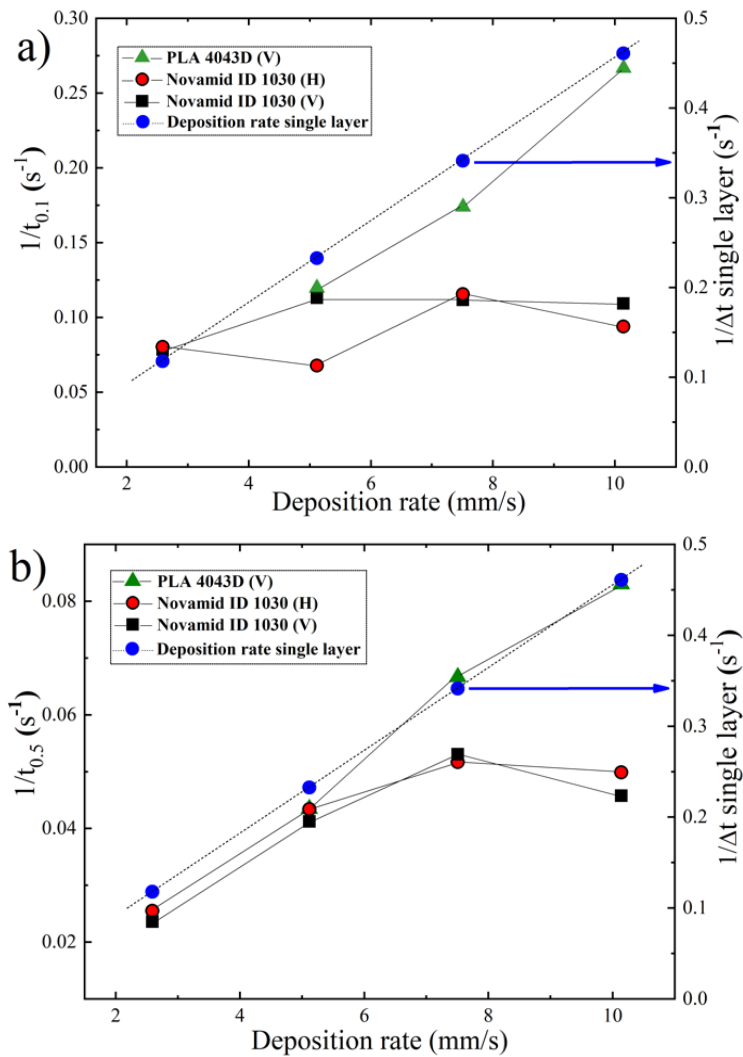 a)
PLA 4043D (V)
Novamid ID 1030 (H)
Novamid ID 1030 (V)
Deposition rate single layer
0.30
0.25
0.20
0.15
0.10
0.05
0.00
1/t0.1 (s-1)
2
4
6
8
10
Deposition rate (mm/s)
0.5
0.4
0.3
0.2
0.1
0.0
1/Δt single layer (s-1)
b)
PLA 4043D (V)
Novamid ID 1030 (H)
Novamid ID 1030 (V)
Deposition rate single layer
0.08
0.06
0.04
0.02
1/t0.5 (s-1)
2
4
6
8
10
Deposition rate (mm/s)
0.5
0.4
0.3
0.2
0.1
0.0
1/Δt single layer (s-1)